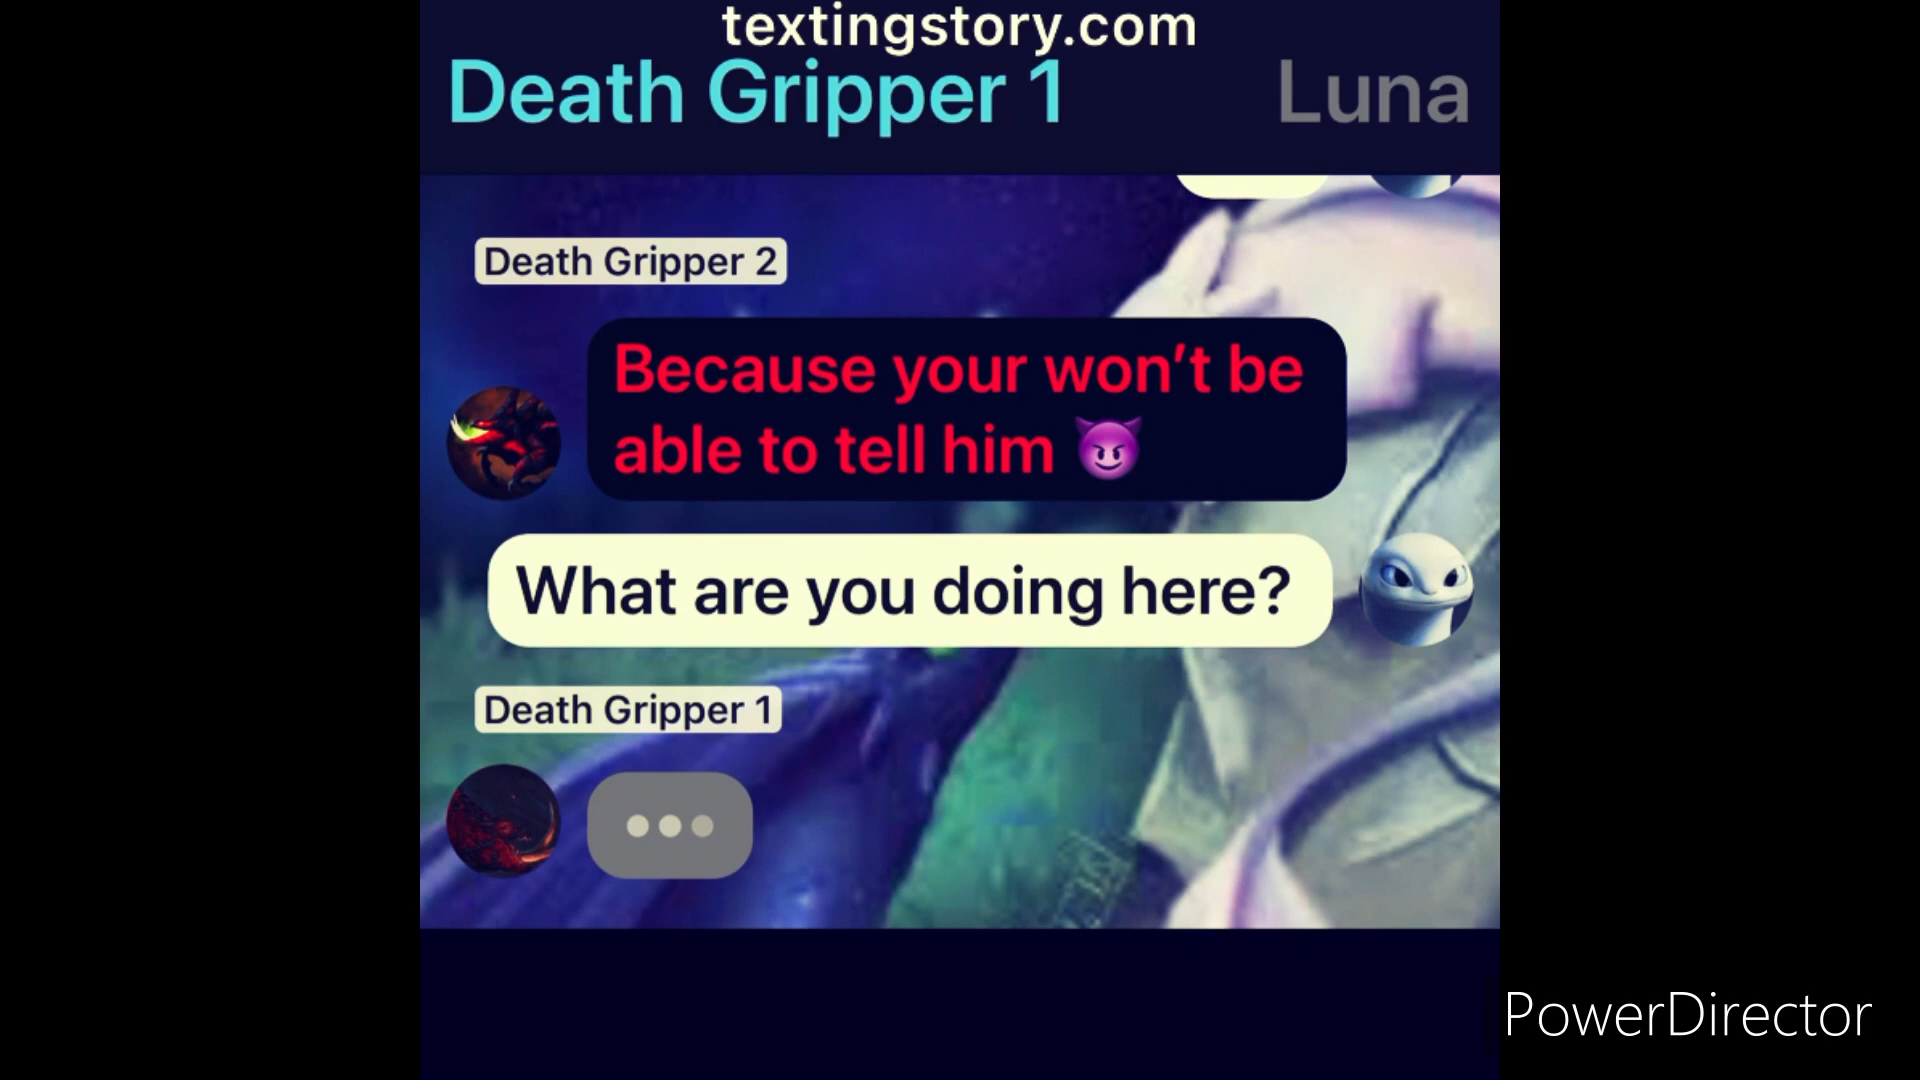 textingstory.com
Death Gripper 1 Luna
Death Gripper 2
Because your won’t be
able to tell him 😈
What are you doing here?
Death Gripper 1
PowerDirector